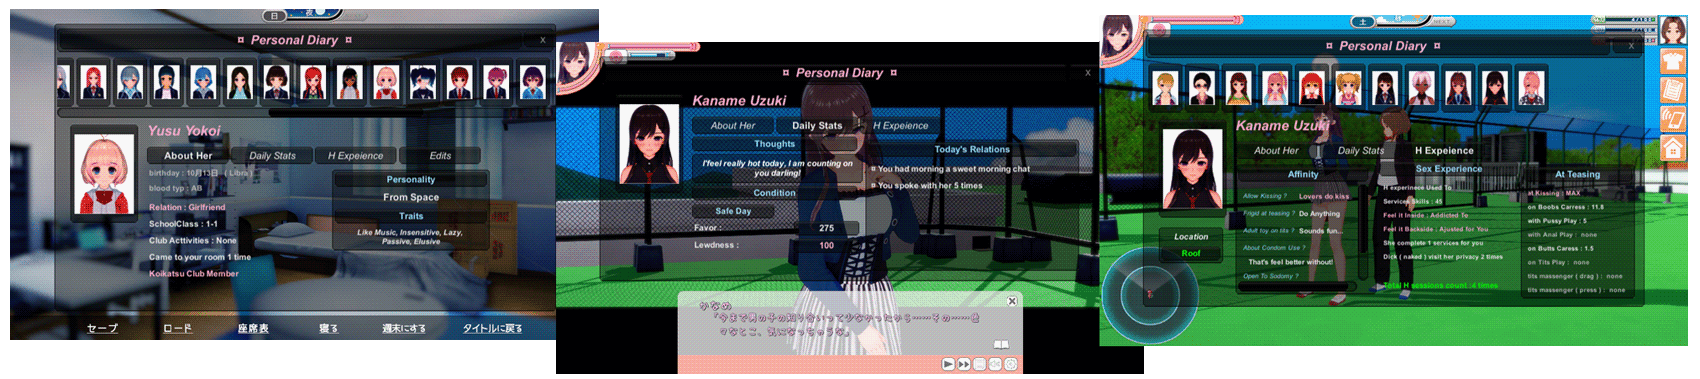 日
夜
¤ Personal Diary ¤
X
Yusu Yokoi
About Her
Daily Stats
H Expeience
Edits
birthday : 10月13日 ( Libra )
blood typ : AB
Relation : Girlfriend
SchoolClass : 1-1
Club Acttivities : None
Came to your room 1 time
Koikatsu Club Member
Personality
From Space
Traits
Like Music, Insensitive, Lazy,
Passive, Elusive
セーブ
ロード
座席表
寝る
週末にする
タイトルに戻る
¤ Personal Diary ¤
X
Kaname Uzuki
About Her
Daily Stats
H Expeience
Thoughts
I'feel really hot today, I am counting on
you darling!
Condition
Safe Day
Favor : 275
Lewdness : 100
Today's Relations
# You had morning a sweet morning chat
# You spoke with her 5 times
かなめ
「今まで男の子の知り合いって少なかったから……その……色
々なとこ、気になっちゃうな」
土
NEXT
¤ Personal Diary ¤
X
Kaname Uzuki
About Her
Daily Stats
H Expeience
Location
Roof
Affinity
Allow Kissing ? Lovers do kiss.
Frigid at teasing ? Do Anything
Adult toy on tits ? Sounds fun...
About Condom Use ?
That's feel better without!
Open To Sodomy ?
Sex Experience
H experinece Used To
Services Skills : 45
Feel it Inside : Addicted To
Feel it Backside : Ajusted for You
She complete 1 services for you
Dick ( naked ) visit her privacy 2 times
Total H sessions count :4 times
At Teasing
at Kissing : MAX
on Boobs Carress : 11.8
with Pussy Play : 5
with Anal Play : none
on Butts Caress : 1.5
on Tits Play : none
tits massenger ( drag ) : none
tits massenger ( press ) : none